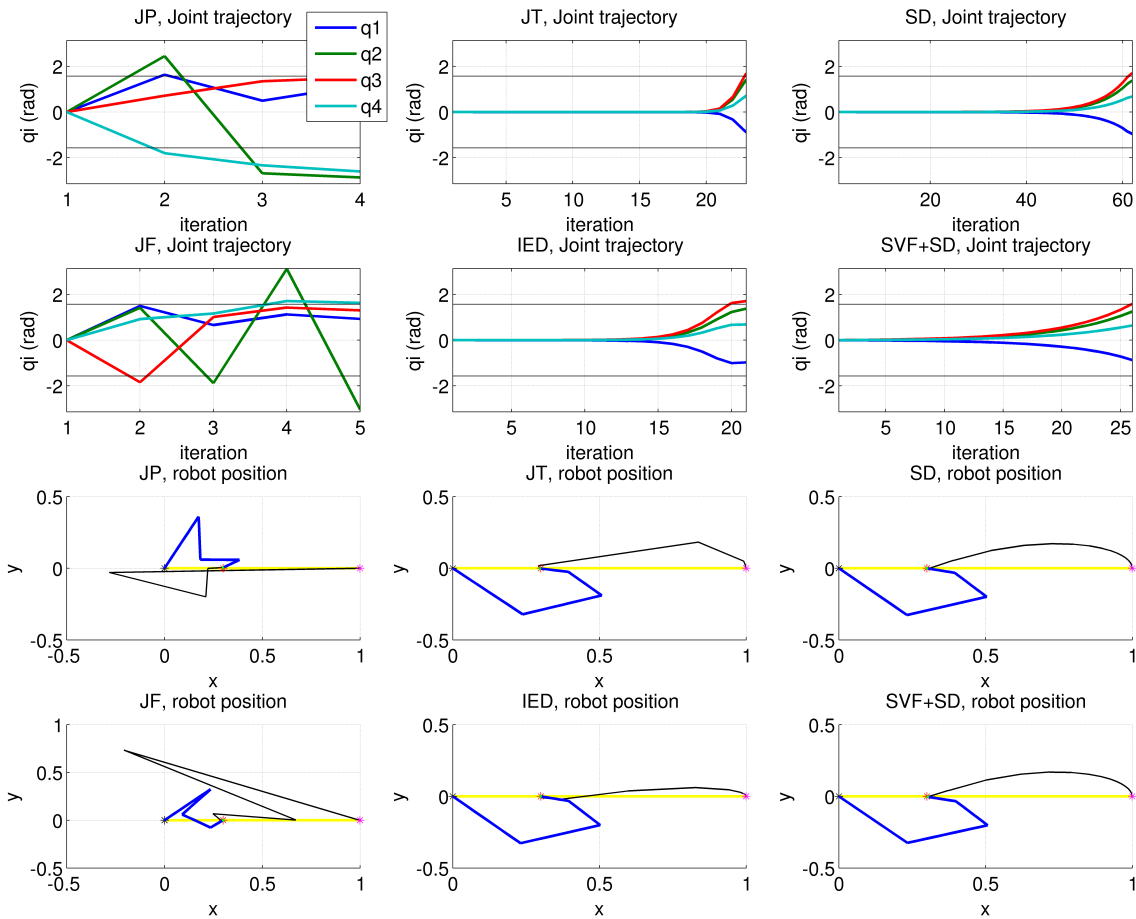 JP, Joint trajectory
q1
q2
q3
q4
qi (rad)
2
0
-2
1 2 3 4
iteration
JT, Joint trajectory
qi (rad)
2
0
-2
5 10 15 20
iteration
SD, Joint trajectory
qi (rad)
2
0
-2
20 40 60
iteration
JF, Joint trajectory
qi (rad)
2
0
-2
1 2 3 4 5
iteration
IED, Joint trajectory
qi (rad)
2
0
-2
5 10 15 20
iteration
SVF+SD, Joint trajectory
qi (rad)
2
0
-2
5 10 15 20 25
iteration
JP, robot position
y
0.5
0
-0.5
-0.5 0 0.5 1
x
JT, robot position
y
0.5
0
-0.5
0 0.5 1
x
SD, robot position
y
0.5
0
-0.5
0 0.5 1
x
JF, robot position
y
1
0.5
0
-0.5
-0.5 0 0.5 1
x
IED, robot position
y
0.5
0
-0.5
0 0.5 1
x
SVF+SD, robot position
y
0.5
0
-0.5
0 0.5 1
x